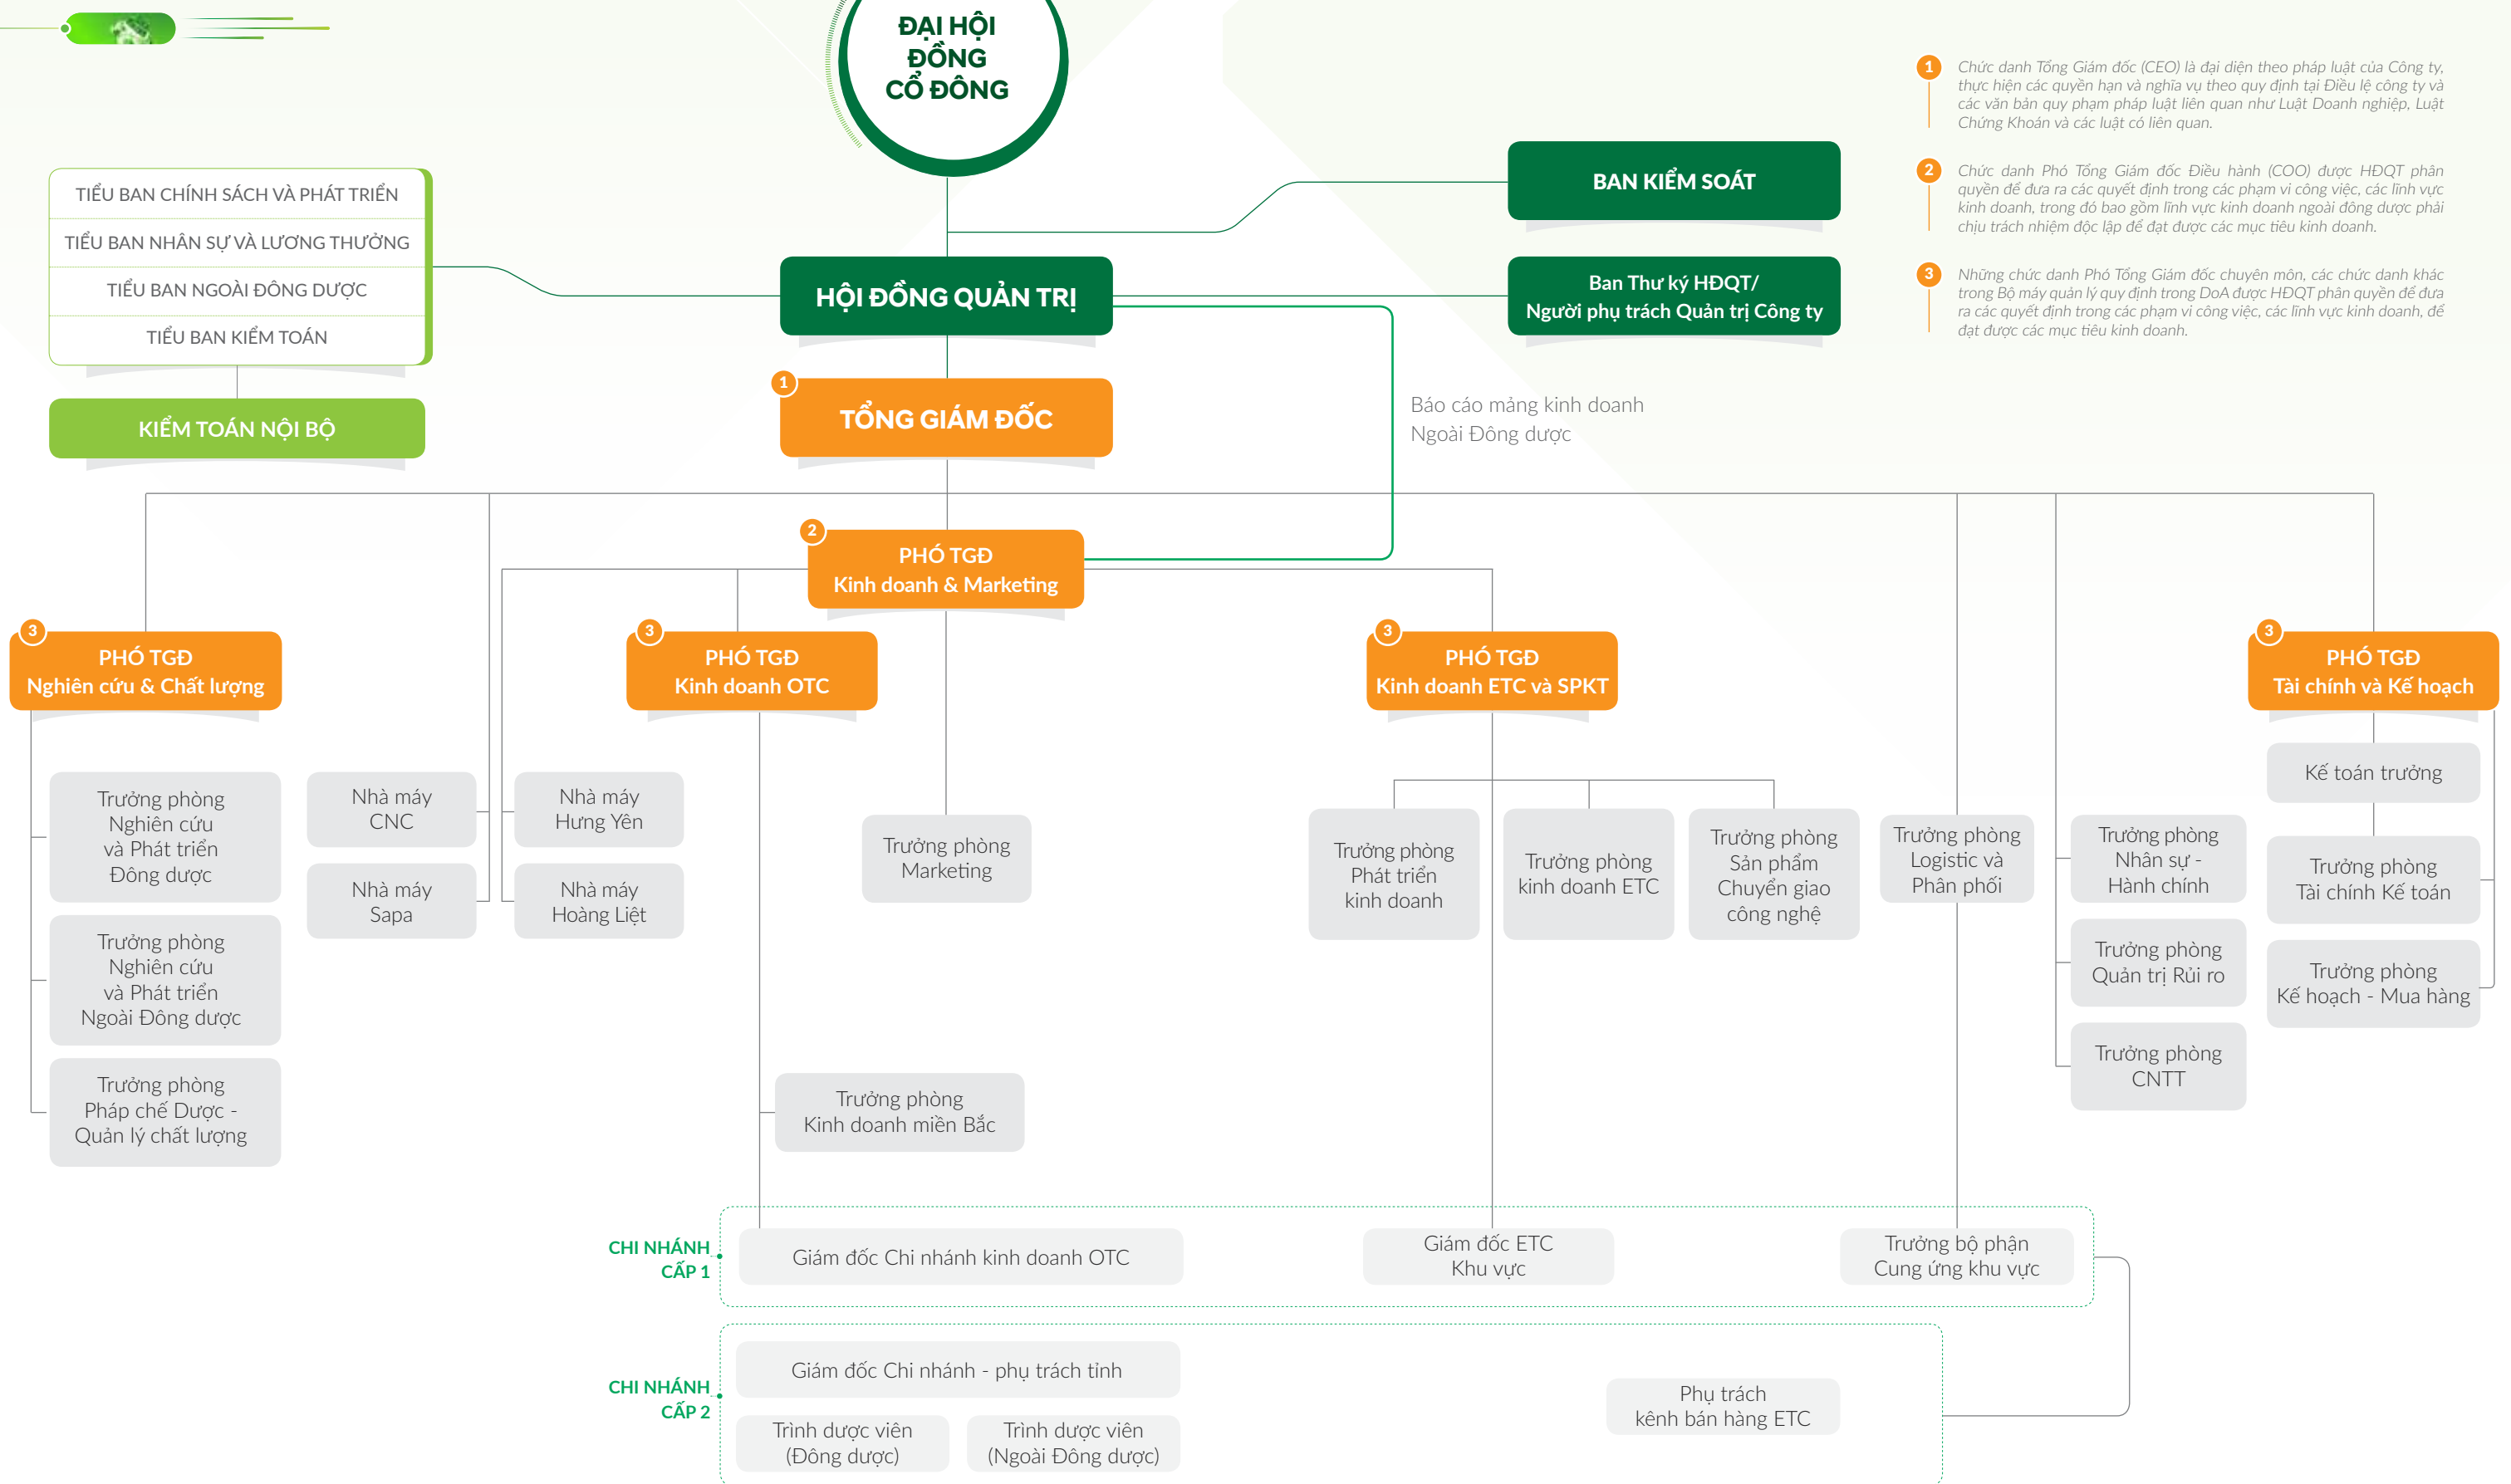 ĐẠI HỘI
ĐỒNG
CỔ ĐÔNG
1
Chức danh Tổng Giám đốc (CEO) là đại diện theo pháp luật của Công ty,
thực hiện các quyền hạn và nghĩa vụ theo quy định tại Điều lệ công ty và
các văn bản quy phạm pháp luật liên quan như Luật Doanh nghiệp, Luật
Chứng Khoán và các luật có liên quan.
2
Chức danh Phó Tổng Giám đốc Điều hành (COO) được HĐQT phân
quyền để đưa ra các quyết định trong các phạm vi công việc, các lĩnh vực
kinh doanh, trong đó bao gồm lĩnh vực kinh doanh ngoài đông dược phải
chịu trách nhiệm độc lập để đạt được các mục tiêu kinh doanh.
3
Những chức danh Phó Tổng Giám đốc chuyên môn, các chức danh khác
trong Bộ máy quản lý quy định trong DoA được HĐQT phân quyền để đưa
ra các quyết định trong các phạm vi công việc, các lĩnh vực kinh doanh, để
đạt được các mục tiêu kinh doanh.
BAN KIỂM SOÁT
TIỂU BAN CHÍNH SÁCH VÀ PHÁT TRIỂN
TIỂU BAN NHÂN SỰ VÀ LƯƠNG THƯỞNG
TIỂU BAN NGOÀI ĐÔNG DƯỢC
TIỂU BAN KIỂM TOÁN
HỘI ĐỒNG QUẢN TRỊ
Ban Thư ký HĐQT/
Người phụ trách Quản trị Công ty
KIỂM TOÁN NỘI BỘ
1
TỔNG GIÁM ĐỐC
Báo cáo mảng kinh doanh
Ngoài Đông dược
2
PHÓ TGĐ
Kinh doanh & Marketing
3
PHÓ TGĐ
Nghiên cứu & Chất lượng
3
PHÓ TGĐ
Kinh doanh OTC
3
PHÓ TGĐ
Kinh doanh ETC và SPKT
3
PHÓ TGĐ
Tài chính và Kế hoạch
Trưởng phòng
Nghiên cứu
và Phát triển
Đông dược
Trưởng phòng
Nghiên cứu
và Phát triển
Ngoài Đông dược
Trưởng phòng
Pháp chế Dược -
Quản lý chất lượng
Nhà máy
CNC
Nhà máy
Sapa
Nhà máy
Hưng Yên
Nhà máy
Hoàng Liệt
Trưởng phòng
Marketing
Trưởng phòng
Kinh doanh miền Bắc
Trưởng phòng
Phát triển
kinh doanh
Trưởng phòng
kinh doanh ETC
Trưởng phòng
Sản phẩm
Chuyển giao
công nghệ
Trưởng phòng
Logistic và
Phân phối
Trưởng phòng
Nhân sự -
Hành chính
Trưởng phòng
Quản trị Rủi ro
Trưởng phòng
CNTT
Kế toán trưởng
Trưởng phòng
Tài chính Kế toán
Trưởng phòng
Kế hoạch - Mua hàng
CHI NHÁNH
CẤP 1
Giám đốc Chi nhánh kinh doanh OTC
Giám đốc ETC
Khu vực
Trưởng bộ phận
Cung ứng khu vực
CHI NHÁNH
CẤP 2
Giám đốc Chi nhánh - phụ trách tỉnh
Trình dược viên
(Đông dược)
Trình dược viên
(Ngoài Đông dược)
Phụ trách
kênh bán hàng ETC